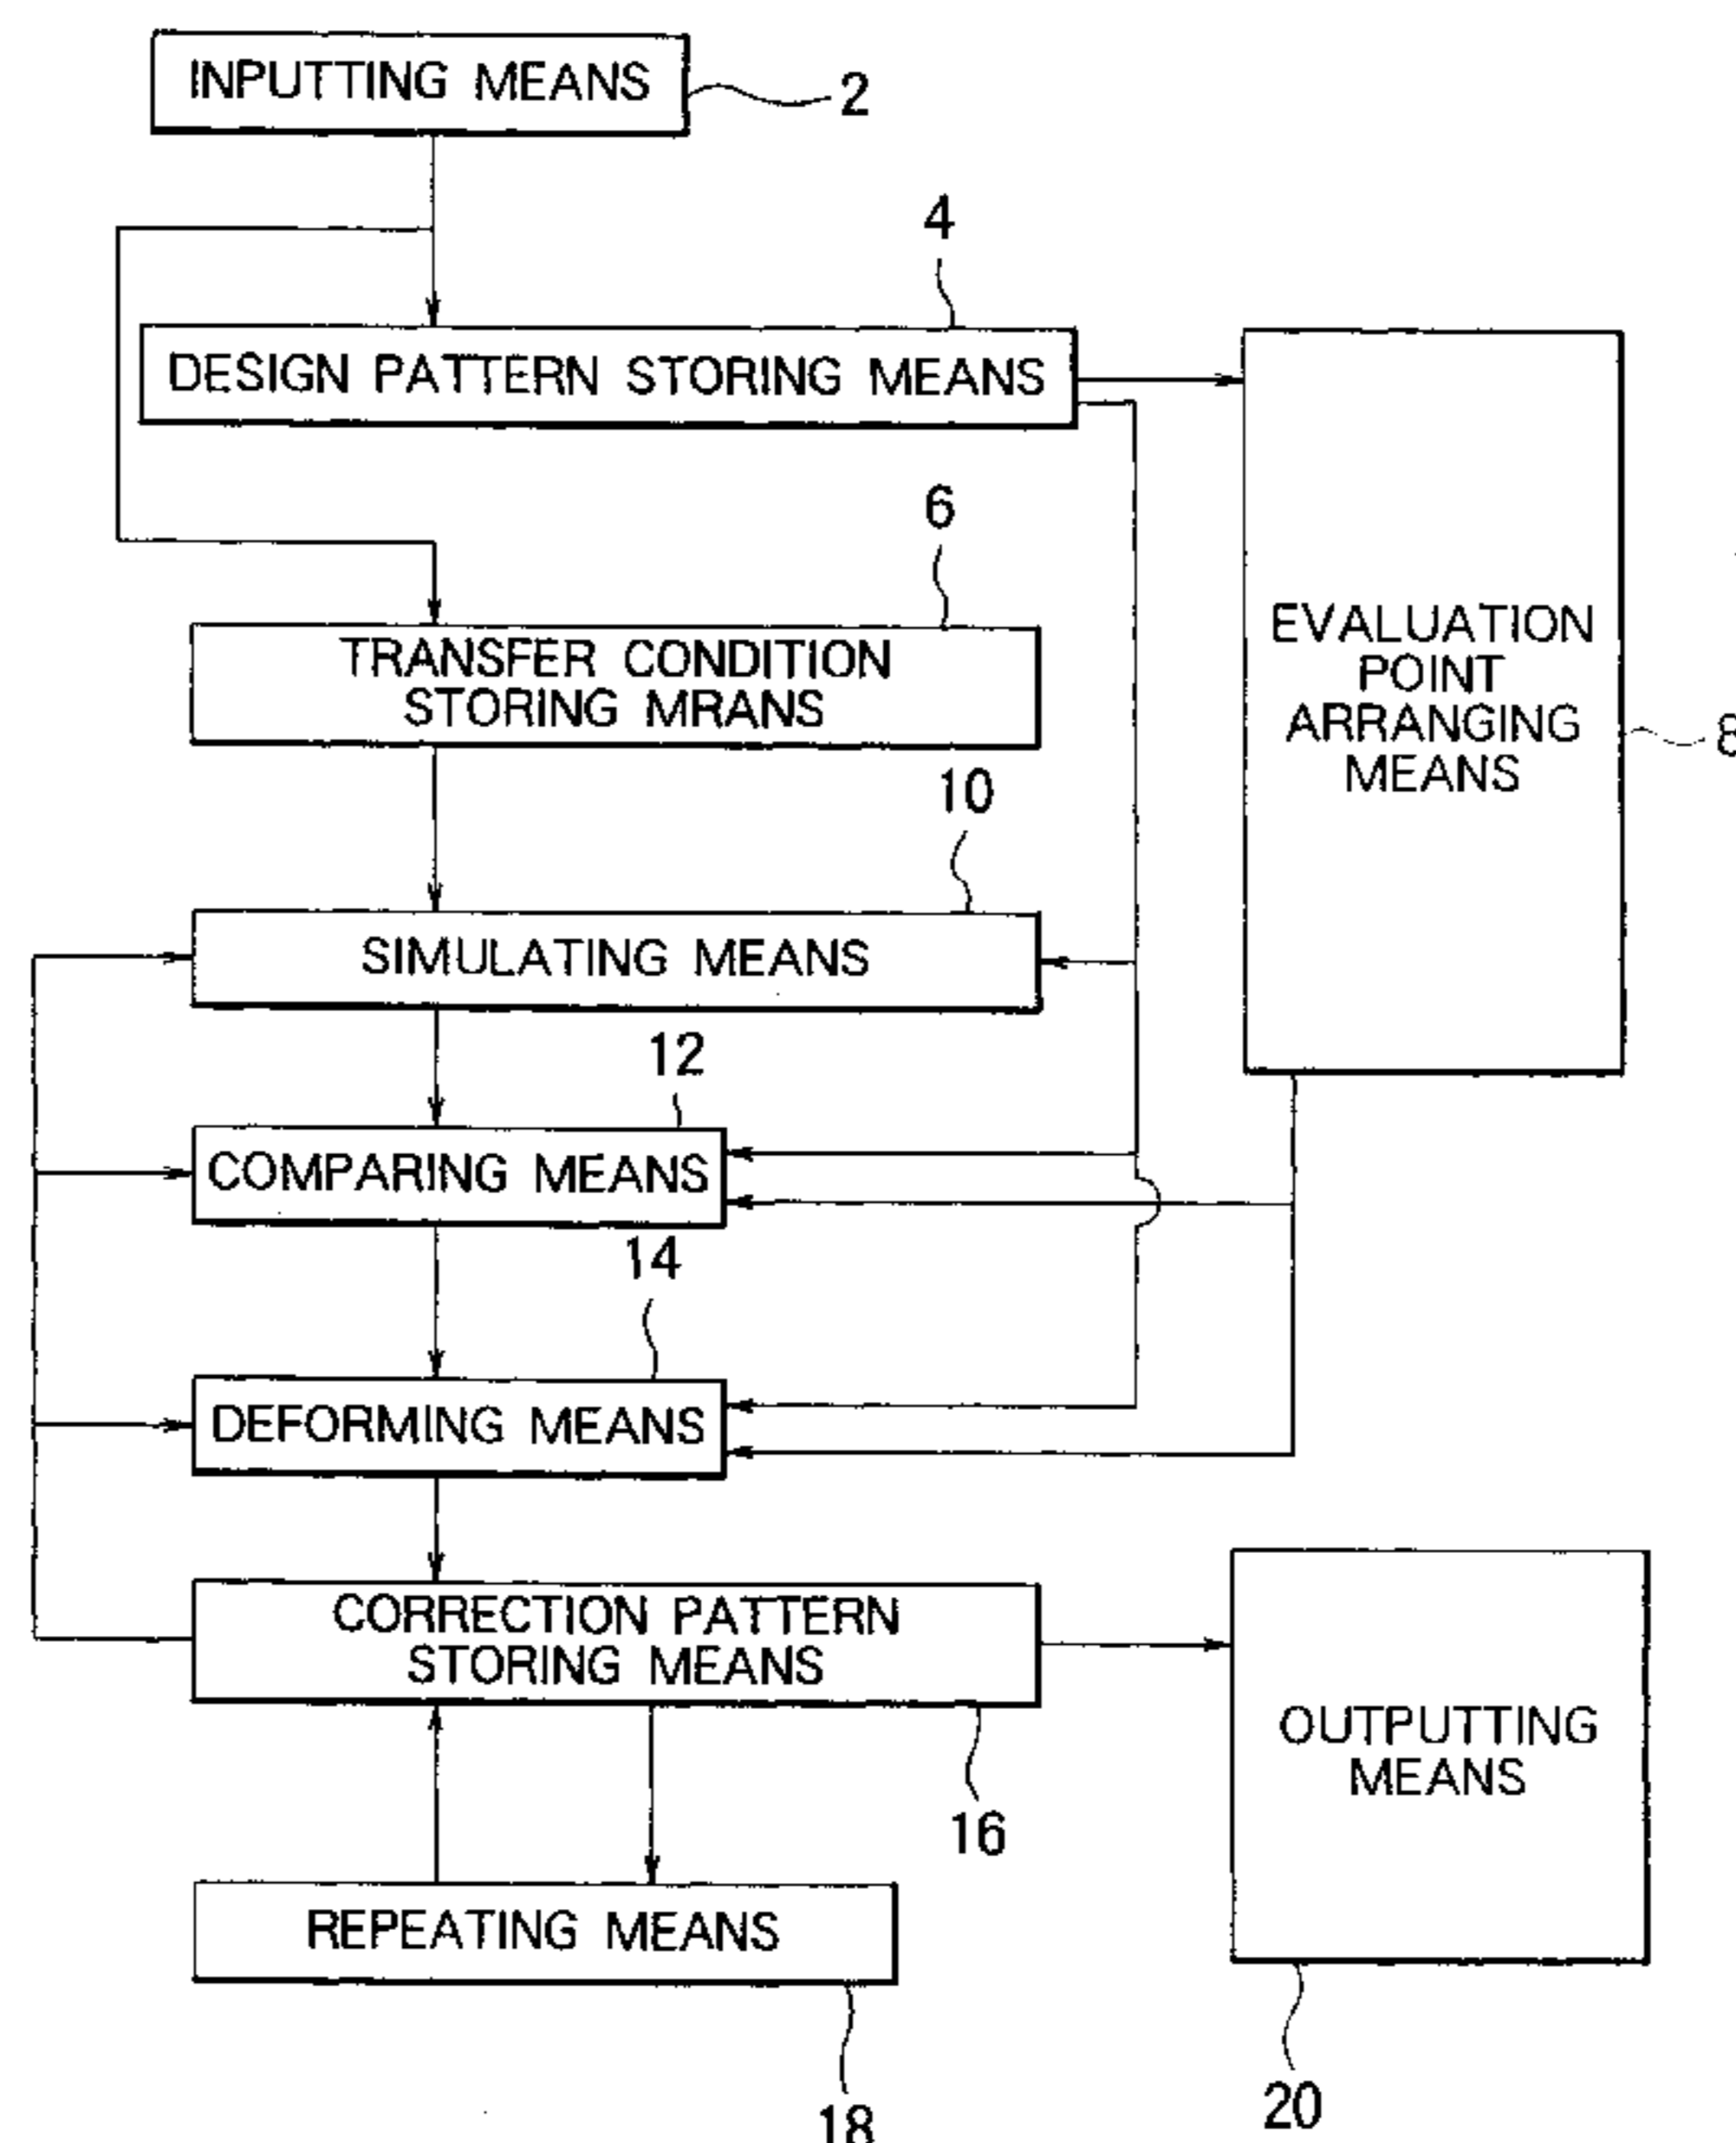 INPUTTING MEANS
2
4
DESIGN PATTERN STORING MEANS
6
TRANSFER CONDITION
STORING MRANS
EVALUATION
POINT
ARRANGING
MEANS
8
10
SIMULATING MEANS
12
COMPARING MEANS
14
DEFORMING MEANS
CORRECTION PATTERN
STORING MEANS
16
OUTPUTTING
MEANS
REPEATING MEANS
18
20